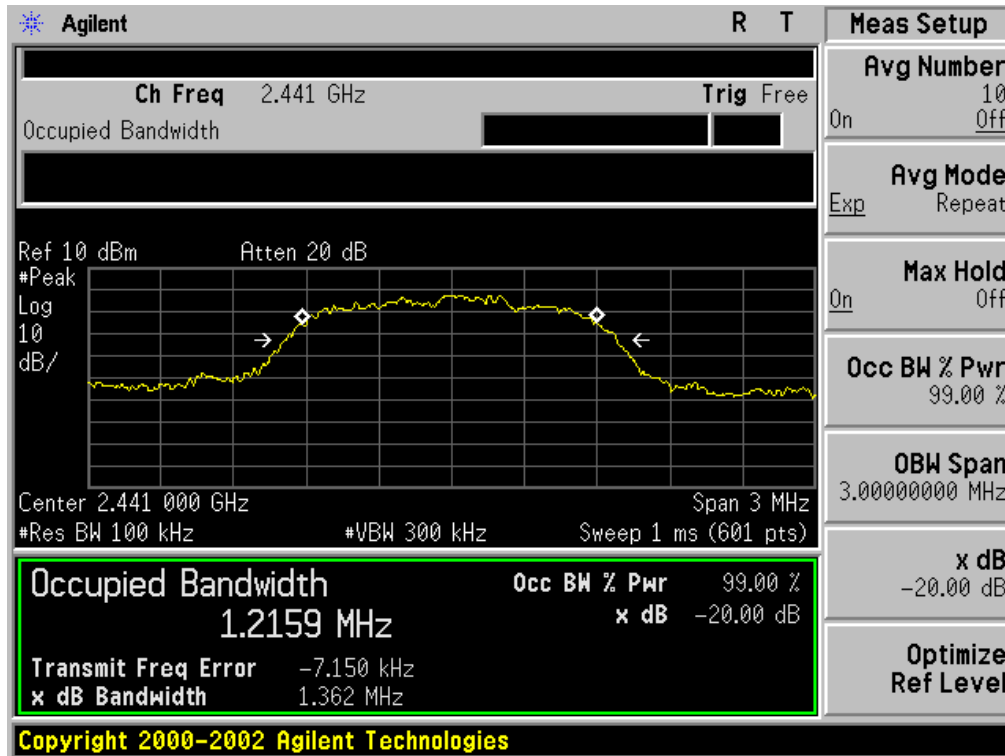 Agilent R T
Ch Freq 2.441 GHz Trig Free
Occupied Bandwidth
Ref 10 dBm Atten 20 dB
#Peak
Log
10
dB/
Center 2.441 000 GHz Span 3 MHz
#Res BW 100 kHz #VBW 300 kHz Sweep 1 ms (601 pts)
Occupied Bandwidth Occ BW % Pwr 99.00 %
1.2159 MHz x dB -20.00 dB
Transmit Freq Error -7.150 kHz
x dB Bandwidth 1.362 MHz
Copyright 2000-2002 Agilent Technologies
Meas Setup
Avg Number
10
On Off
Avg Mode
Exp Repeat
Max Hold
On Off
Occ BW % Pwr
99.00 %
OBW Span
3.00000000 MHz
x dB
-20.00 dB
Optimize
Ref Level